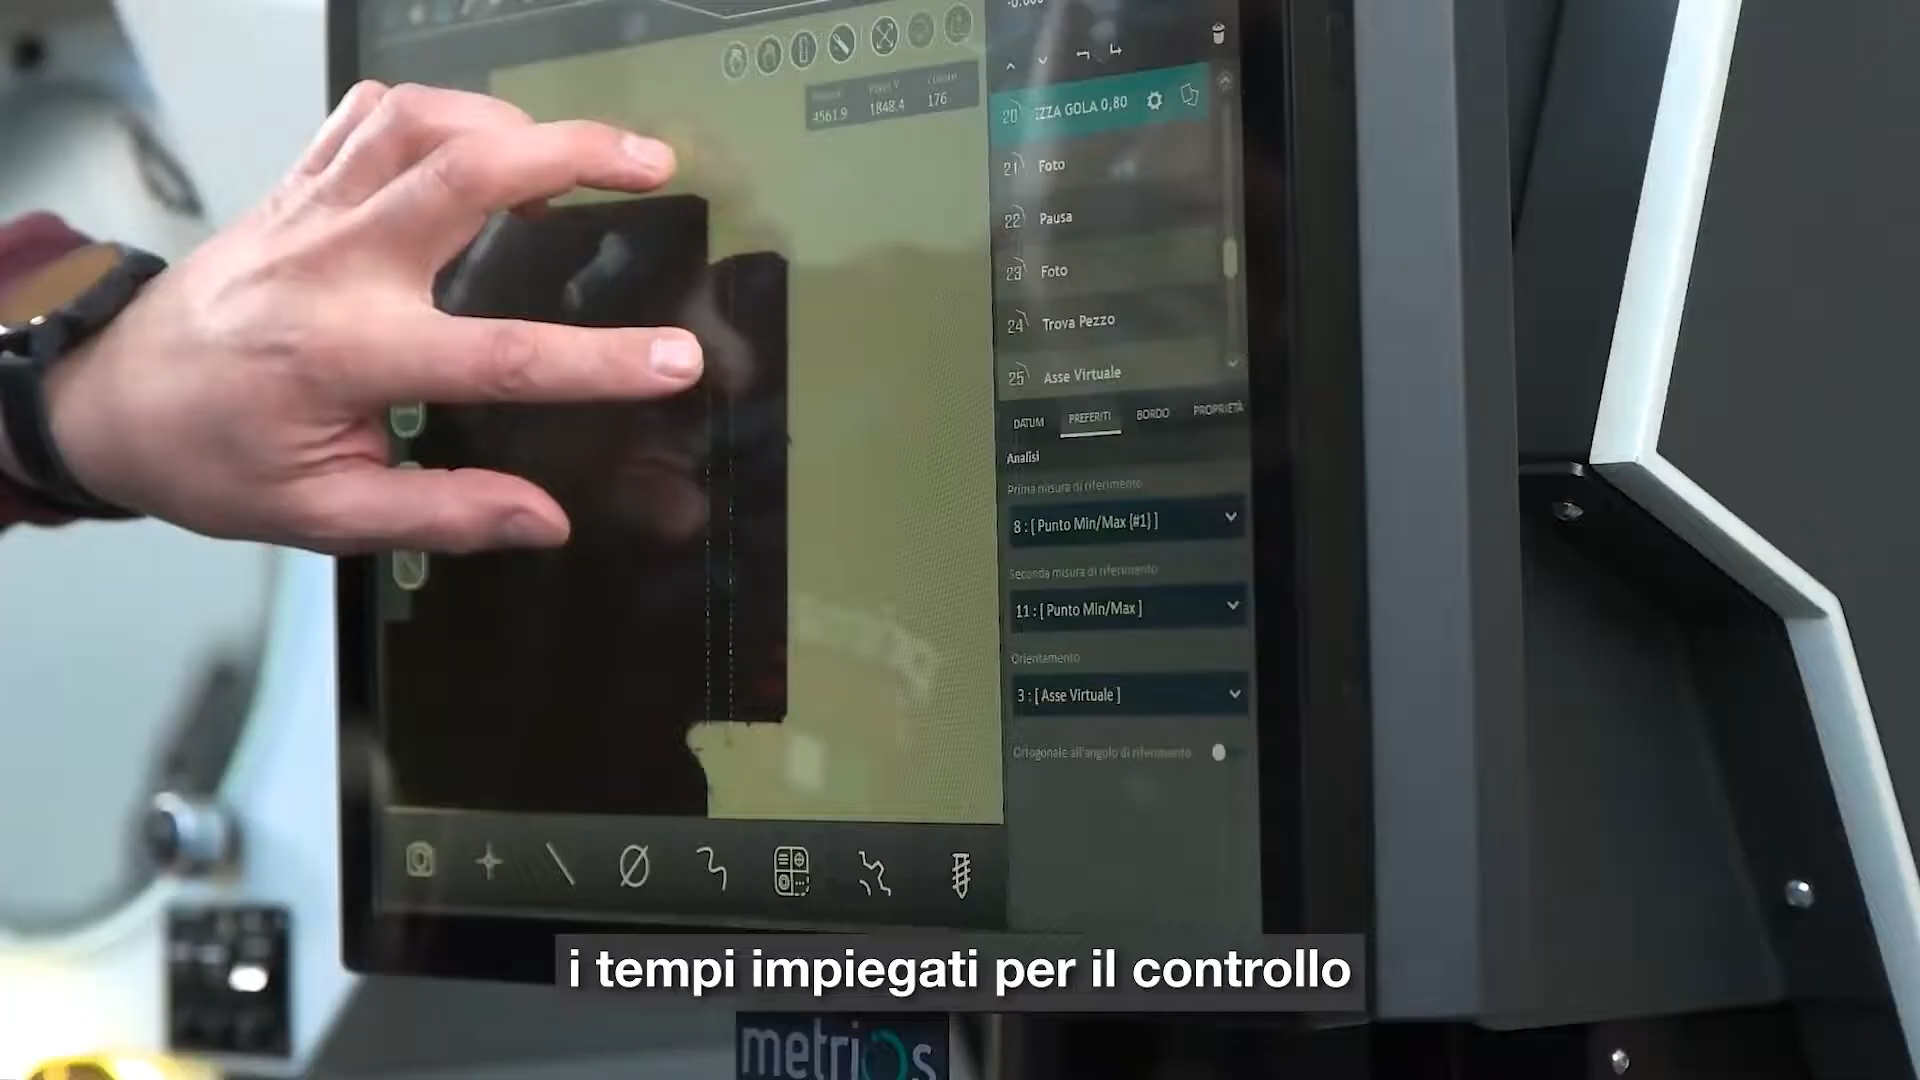 4561.9 1848.4 176
20 EZZA GOLA 0,80
21 Foto
22 Pausa
23 Foto
24 Trova Pezzo
25 Asse Virtuale
DATUM PREFERITI BORDO PROPRIETÀ
Analisi
Prima misura di riferimento
8 : [ Punto Min/Max {#1} ]
Seconda misura di riferimento
11 : [ Punto Min/Max ]
Orientamento
3 : [ Asse Virtuale ]
Ortogonale all'angolo di riferimento
i tempi impiegati per il controllo
metrios